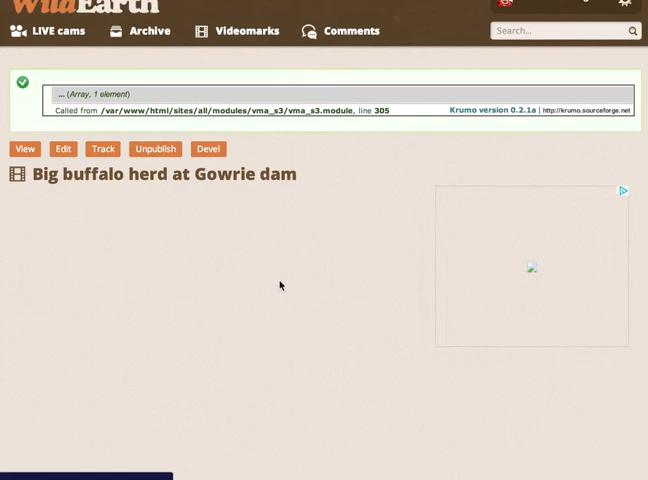 WildEarth
LIVE cams
Archive
Videomarks
Comments
Search...
... (Array, 1 element)
Called from /var/www/html/sites/all/modules/vma_s3/vma_s3.module, line 305
Krumo version 0.2.1a | http://krumo.sourceforge.net
View
Edit
Track
Unpublish
Devel
Big buffalo herd at Gowrie dam